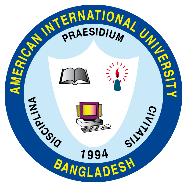 AMERICAN INTERNATIONAL UNIVERSITY
PRAESIDIUM
DISCIPLINA
CIVITATIS
1994
BANGLADESH